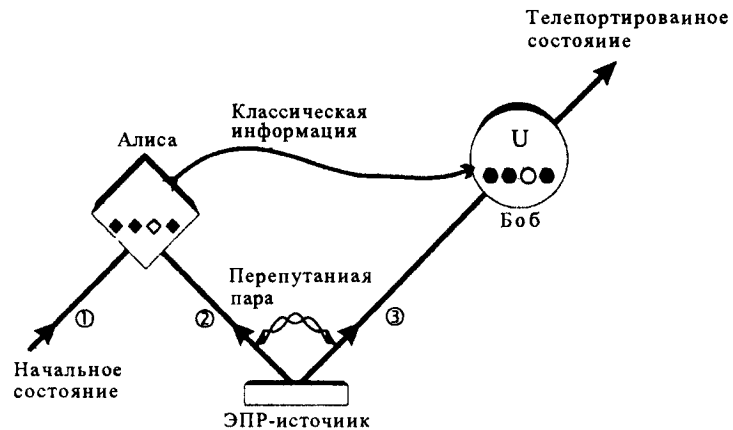 Телепортированное
состояние
Классическая
информация
Алиса
U
Боб
Перепутанная
пара
①
②
③
Начальное
состояние
ЭПР-источник